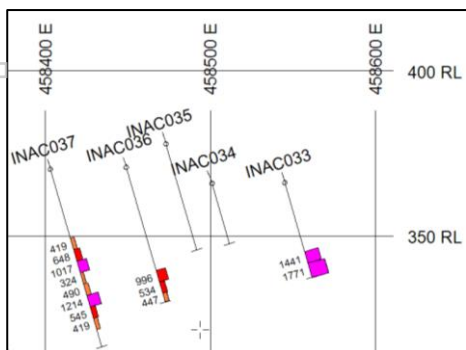 458400 E
458500 E
458600 E
400 RL
INAC037
INAC036
INAC035
INAC034
INAC033
350 RL
419
648
1017
324
490
1214
545
419
996
534
447
1441
1771